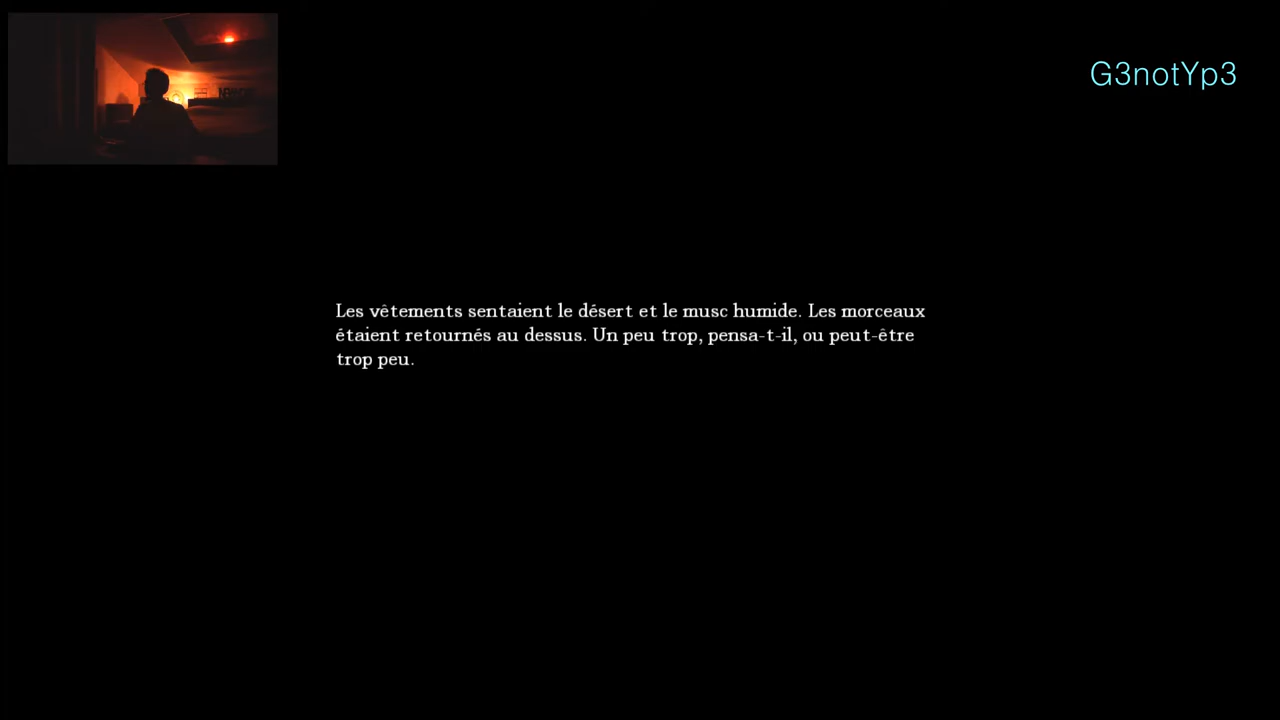 G3notYp3
Les vêtements sentaient le désert et le musc humide. Les morceaux
étaient retournés au dessus. Un peu trop, pensa-t-il, ou peut-être
trop peu.